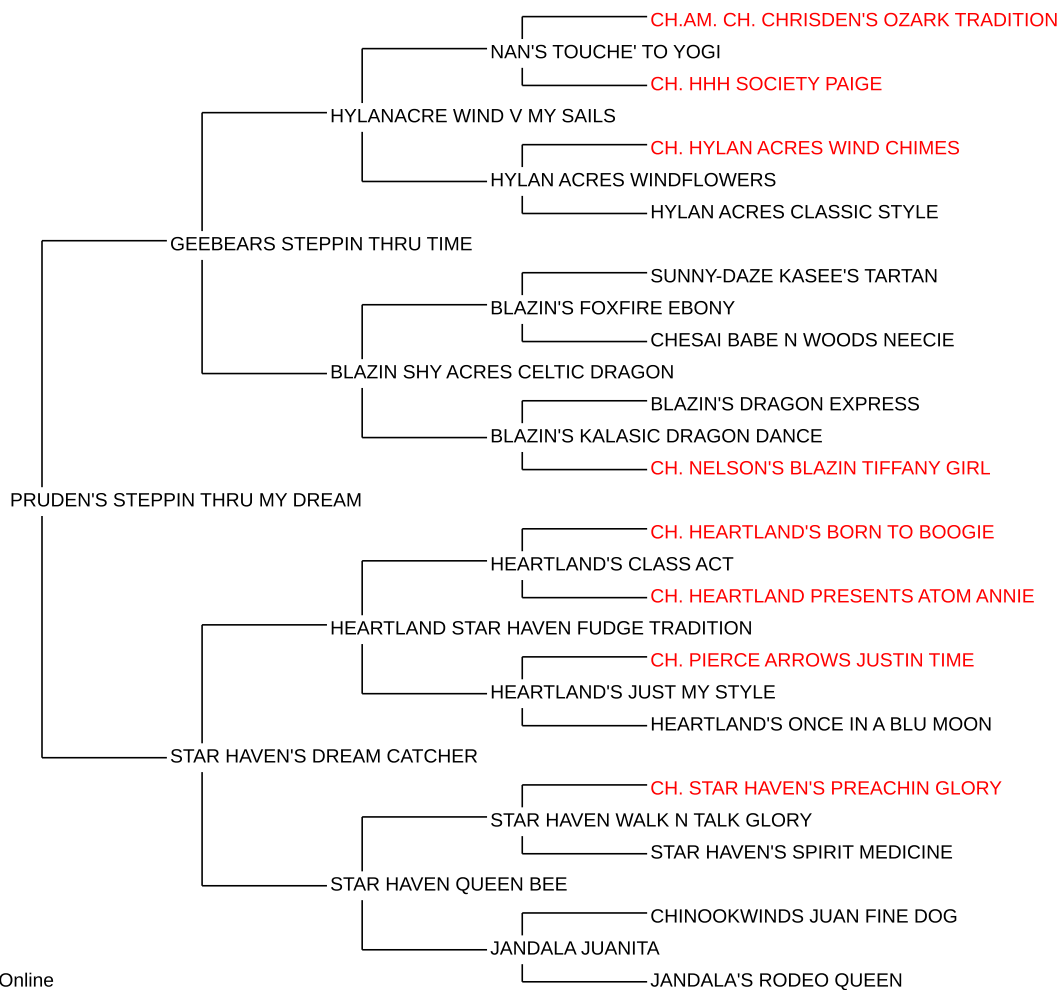 CH.AM. CH. CHRISDEN'S OZARK TRADITION
NAN'S TOUCHE' TO YOGI
CH. HHH SOCIETY PAIGE
HYLANACRE WIND V MY SAILS
CH. HYLAN ACRES WIND CHIMES
HYLAN ACRES WINDFLOWERS
HYLAN ACRES CLASSIC STYLE
GEEBEARS STEPPIN THRU TIME
SUNNY-DAZE KASEE'S TARTAN
BLAZIN'S FOXFIRE EBONY
CHESAI BABE N WOODS NEECIE
BLAZIN SHY ACRES CELTIC DRAGON
BLAZIN'S DRAGON EXPRESS
BLAZIN'S KALASIC DRAGON DANCE
CH. NELSON'S BLAZIN TIFFANY GIRL
PRUDEN'S STEPPIN THRU MY DREAM
CH. HEARTLAND'S BORN TO BOOGIE
HEARTLAND'S CLASS ACT
CH. HEARTLAND PRESENTS ATOM ANNIE
HEARTLAND STAR HAVEN FUDGE TRADITION
CH. PIERCE ARROWS JUSTIN TIME
HEARTLAND'S JUST MY STYLE
HEARTLAND'S ONCE IN A BLU MOON
STAR HAVEN'S DREAM CATCHER
CH. STAR HAVEN'S PREACHIN GLORY
STAR HAVEN WALK N TALK GLORY
STAR HAVEN'S SPIRIT MEDICINE
STAR HAVEN QUEEN BEE
CHINOOKWINDS JUAN FINE DOG
JANDALA JUANITA
JANDALA'S RODEO QUEEN
Online